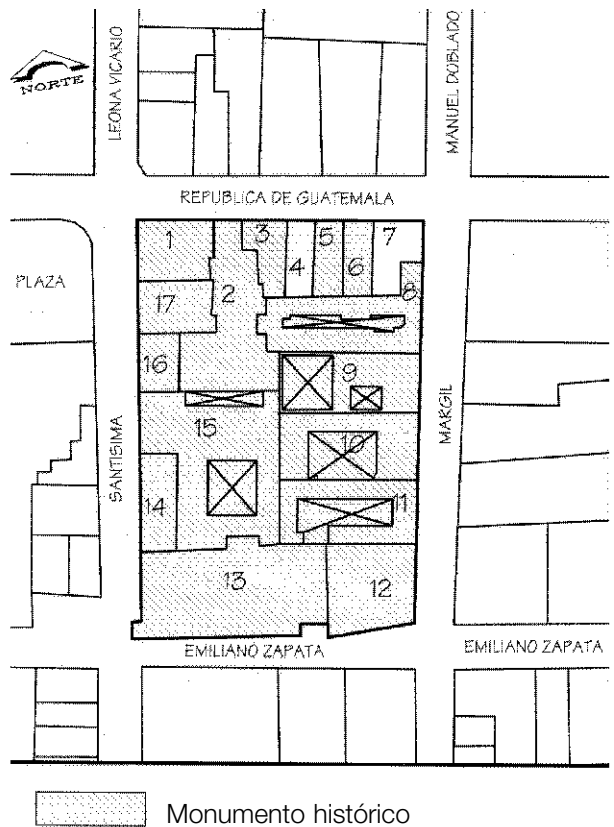 NORTE
LEONA VICARIO
MANUEL DOBLADO
REPUBLICA DE GUATEMALA
PLAZA
1
2
3
4
5
6
7
8
17
16
9
15
10
14
11
13
12
SANTISIMA
MARGIL
EMILIANO ZAPATA
EMILIANO ZAPATA
Monumento histórico